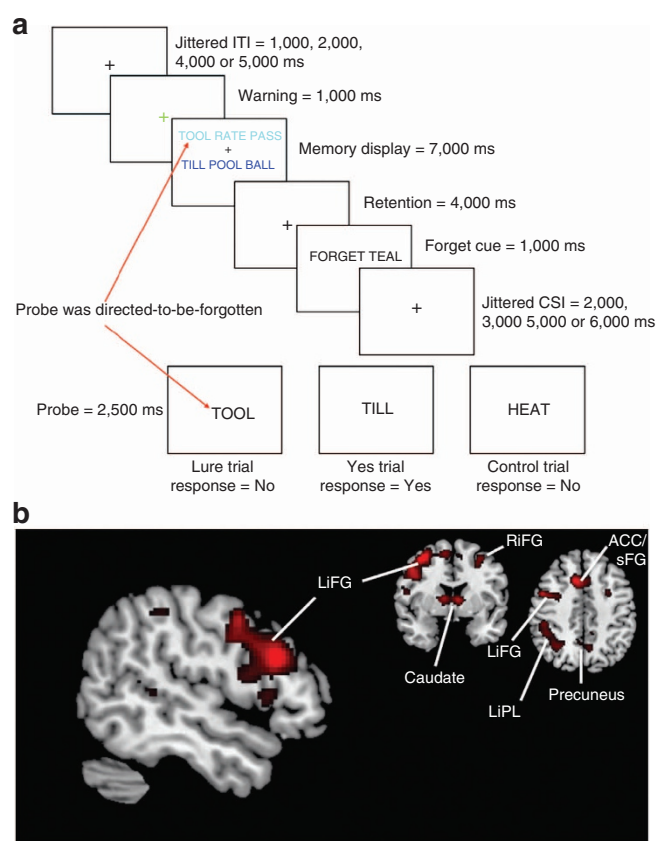 a
Jittered ITI = 1,000, 2,000,
4,000 or 5,000 ms
+
Warning = 1,000 ms
+
TOOL RATE PASS
+
TILL POOL BALL
Memory display = 7,000 ms
Retention = 4,000 ms
+
FORGET TEAL
Forget cue = 1,000 ms
Probe was directed-to-be-forgotten
+
Jittered CSI = 2,000,
3,000 5,000 or 6,000 ms
Probe = 2,500 ms
TOOL
TILL
HEAT
Lure trial
response = No
Yes trial
response = Yes
Control trial
response = No
b
LiFG
RiFG
ACC/
sFG
LiFG
Caudate
LiPL
Precuneus